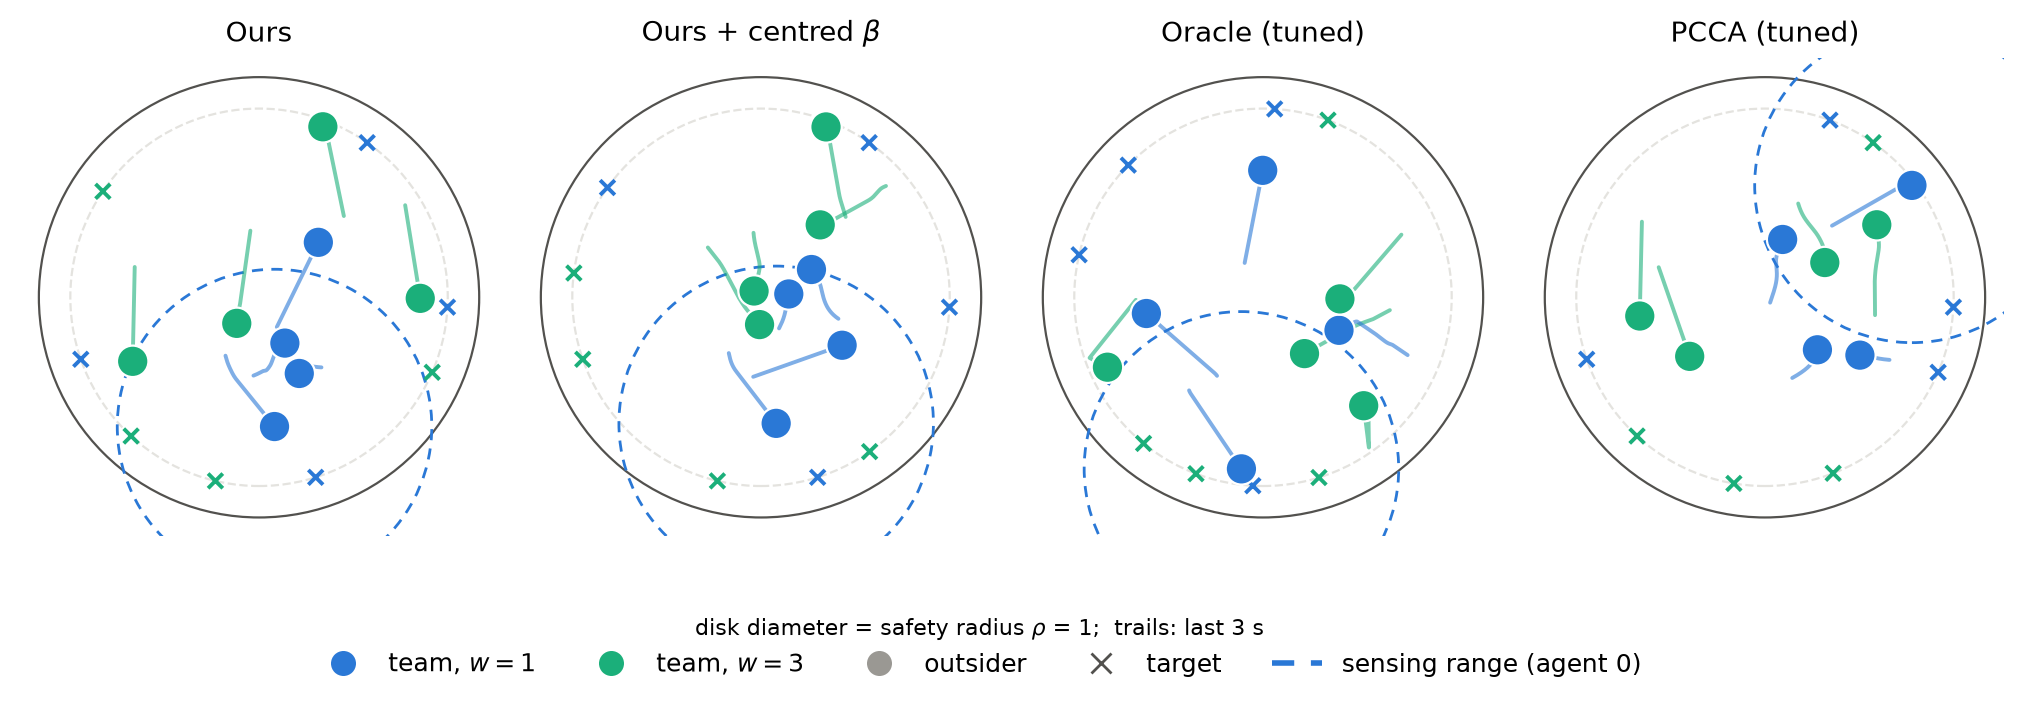 Ours
Ours + centred β
Oracle (tuned)
PCCA (tuned)
disk diameter = safety radius ρ = 1;  trails: last 3 s
team, w = 1
team, w = 3
outsider
target
sensing range (agent 0)